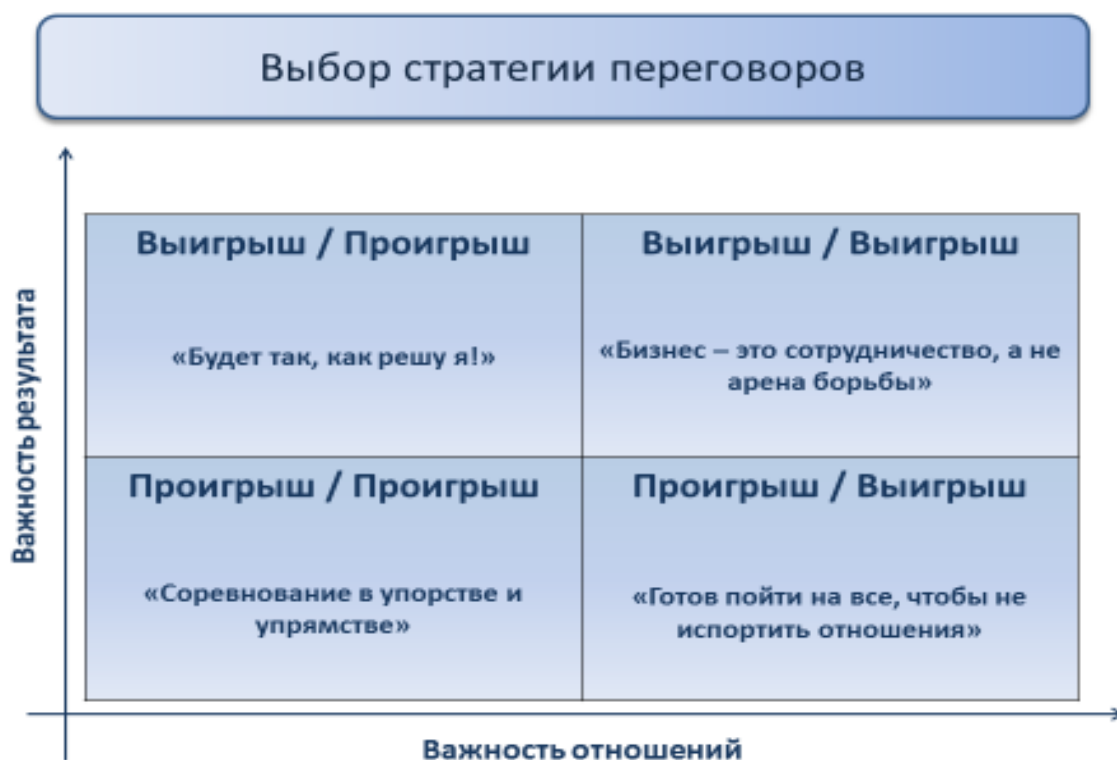 Выбор стратегии переговоров
Важность результата
Выигрыш / Проигрыш
«Будет так, как решу я!»
Выигрыш / Выигрыш
«Бизнес – это сотрудничество, а не
арена борьбы»
Проигрыш / Проигрыш
«Соревнование в упорстве и
упрямстве»
Проигрыш / Выигрыш
«Готов пойти на все, чтобы не
испортить отношения»
Важность отношений